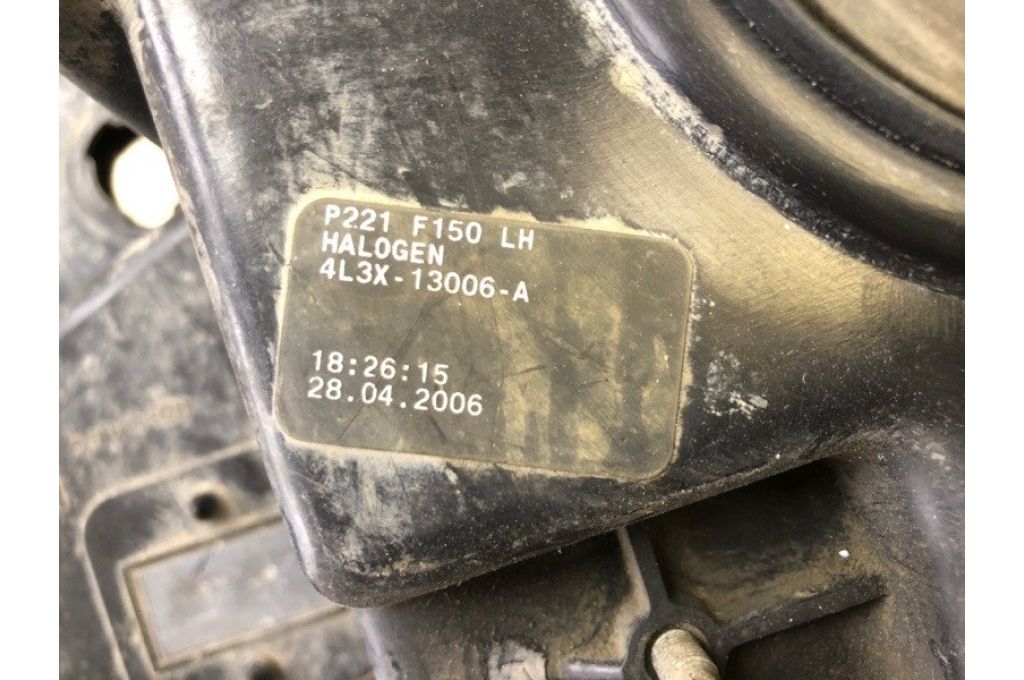 P221 F150 LH
HALOGEN
4L3X-13006-A
18:26:15
28.04.2006